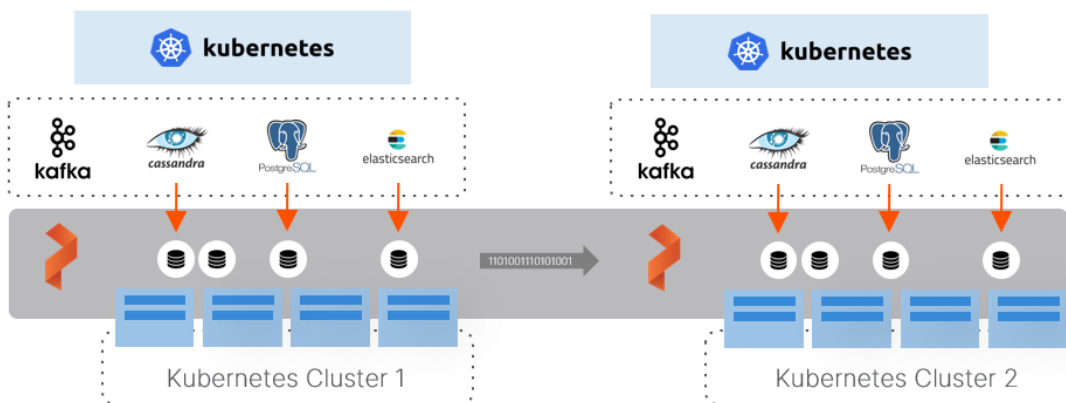 kubernetes
kubernetes
kafka
cassandra
PostgreSQL
elasticsearch
kafka
cassandra
PostgreSQL
elasticsearch
1101001110101001
Kubernetes Cluster 1
Kubernetes Cluster 2